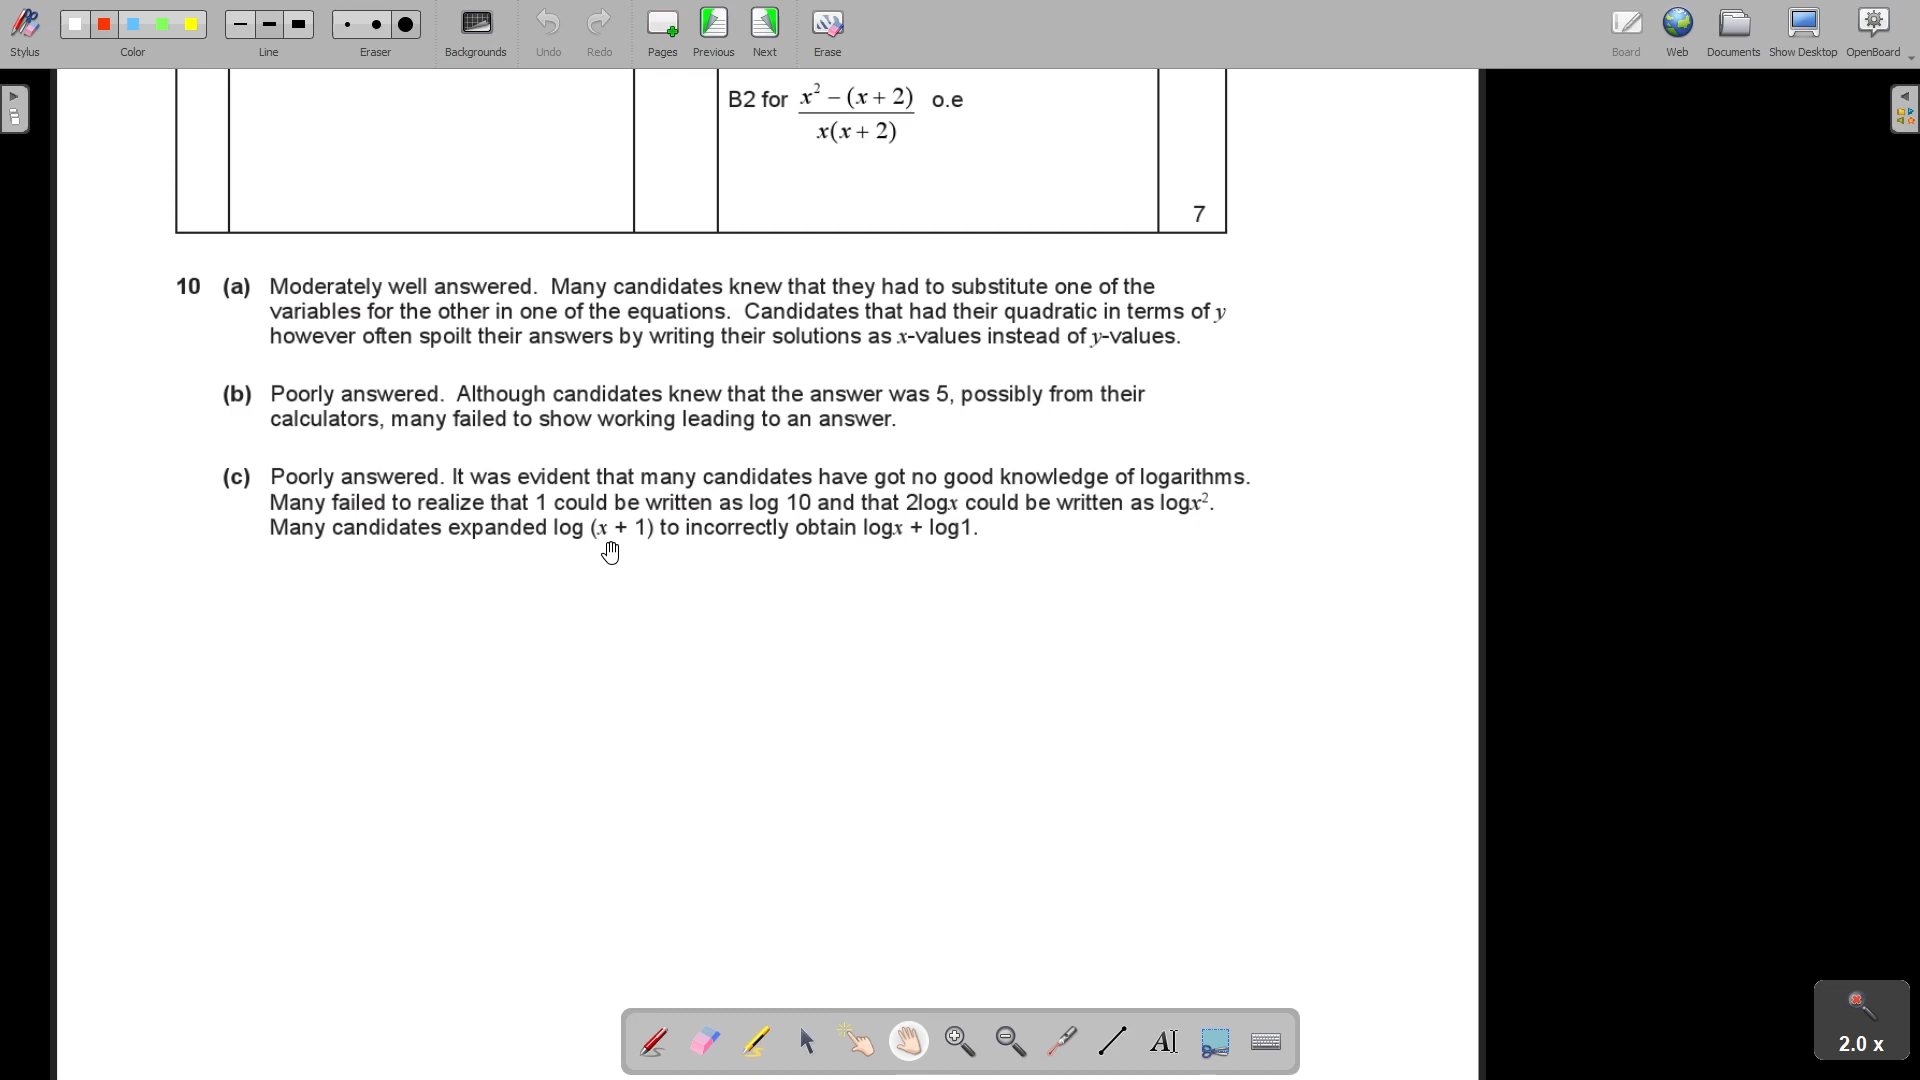 Stylus
Color
Line
Eraser
Backgrounds
Undo
Redo
Pages
Previous
Next
Erase
Board
Web
Documents
Show Desktop
OpenBoard
B2 for x² − (x + 2) / x(x + 2) o.e
7
10 (a) Moderately well answered. Many candidates knew that they had to substitute one of the
variables for the other in one of the equations. Candidates that had their quadratic in terms of y
however often spoilt their answers by writing their solutions as x-values instead of y-values.
(b) Poorly answered. Although candidates knew that the answer was 5, possibly from their
calculators, many failed to show working leading to an answer.
(c) Poorly answered. It was evident that many candidates have got no good knowledge of logarithms.
Many failed to realize that 1 could be written as log 10 and that 2logx could be written as logx².
Many candidates expanded log (x + 1) to incorrectly obtain logx + log1.
AI
2.0 x